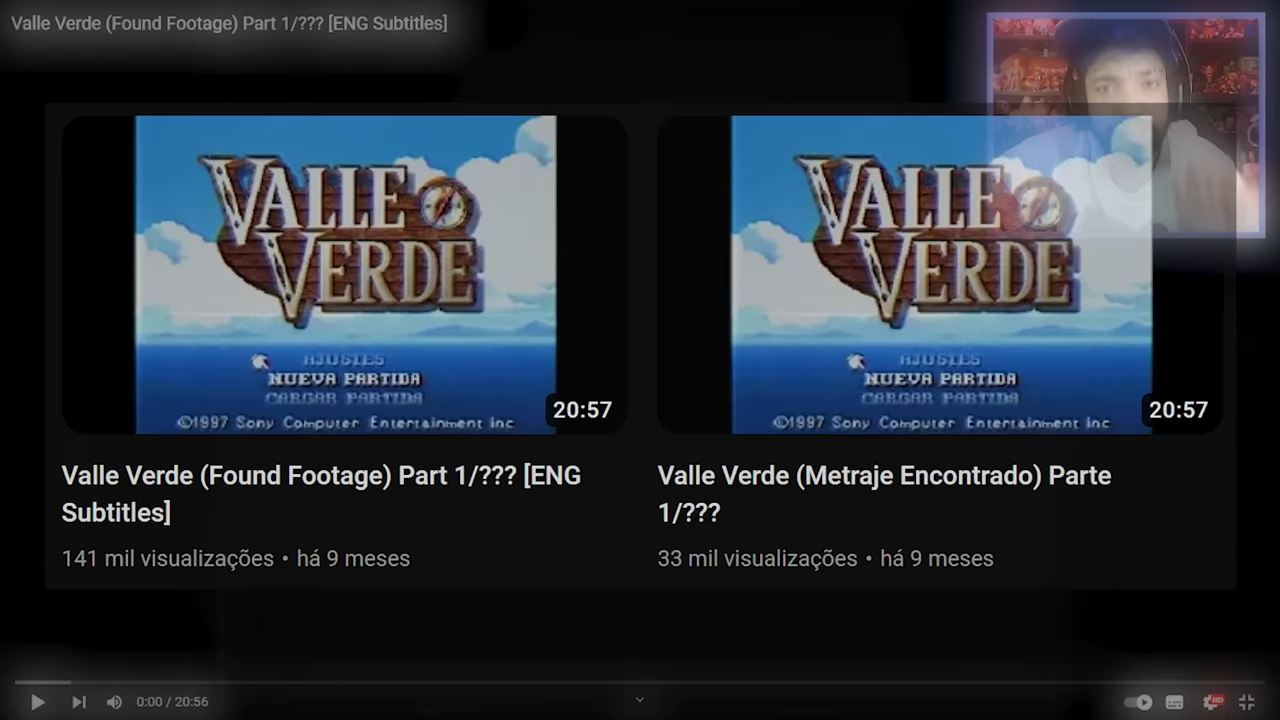 Valle Verde (Found Footage) Part 1/??? [ENG Subtitles]
VALLE
VERDE
AJUSTES
NUEVA PARTIDA
CARGAR PARTIDA
©1997 Sony Computer Entertainment Inc
20:57
Valle Verde (Found Footage) Part 1/??? [ENG
Subtitles]
141 mil visualizações • há 9 meses
VALLE
VERDE
AJUSTES
NUEVA PARTIDA
CARGAR PARTIDA
©1997 Sony Computer Entertainment Inc
20:57
Valle Verde (Metraje Encontrado) Parte
1/???
33 mil visualizações • há 9 meses
0:00 / 20:56
HD